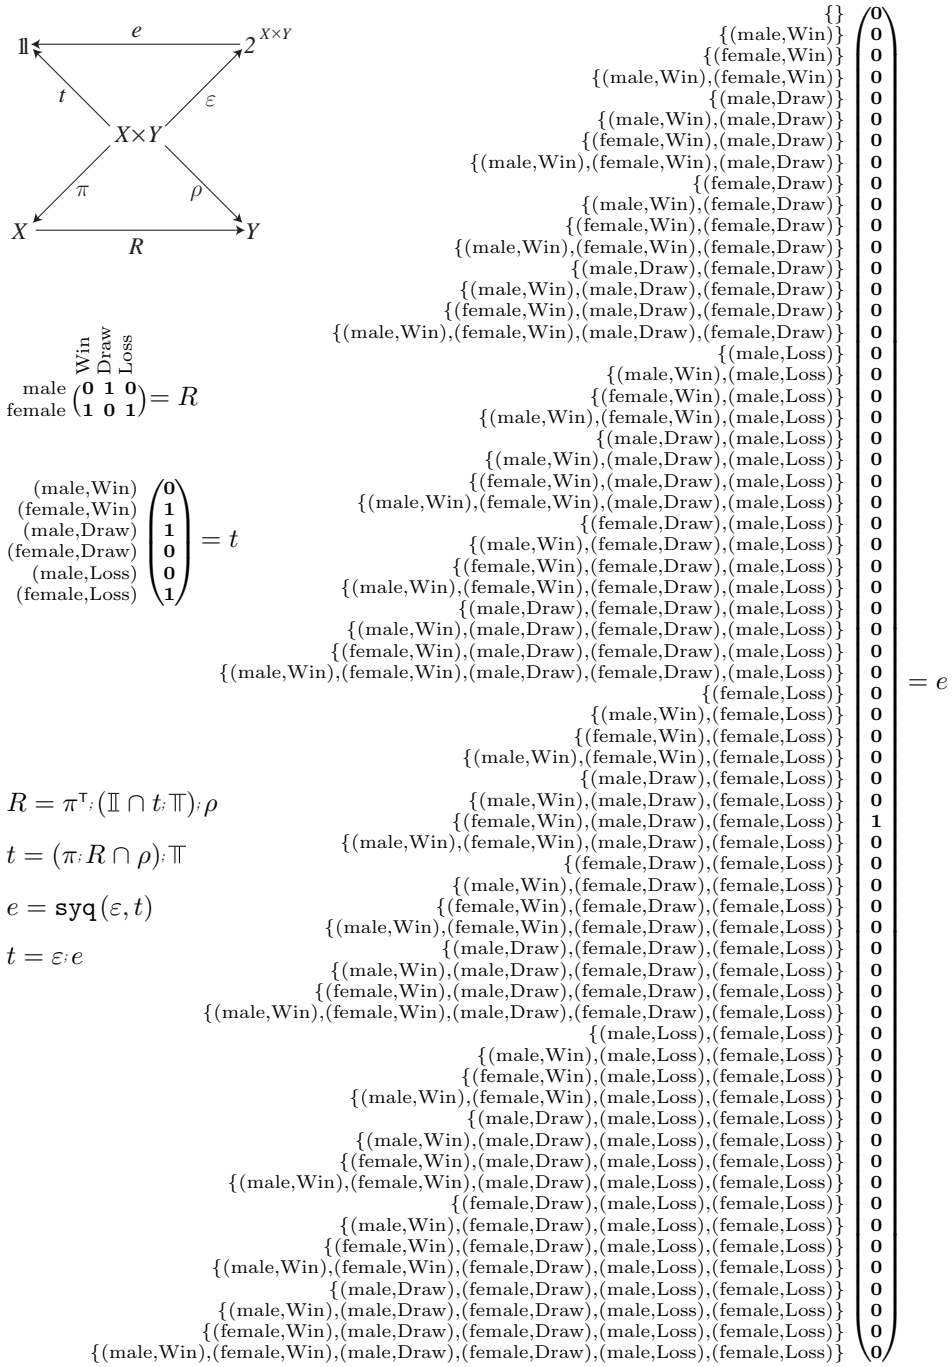 𝟙 e 2^{X×Y}
t ε
X×Y
π ρ
X R Y
Win Draw Loss
male 0 1 0
female 1 0 1
= R
(male,Win) 0
(female,Win) 1
(male,Draw) 1
(female,Draw) 0
(male,Loss) 0
(female,Loss) 1
= t
R = π^T ; (𝕀 ∩ t ; 𝕋) ; ρ
t = (π ; R ∩ ρ) ; 𝕋
e = syq(ε, t)
t = ε ; e
{} 0
{(male,Win)} 0
{(female,Win)} 0
{(male,Win),(female,Win)} 0
{(male,Draw)} 0
{(male,Win),(male,Draw)} 0
{(female,Win),(male,Draw)} 0
{(male,Win),(female,Win),(male,Draw)} 0
{(female,Draw)} 0
{(male,Win),(female,Draw)} 0
{(female,Win),(female,Draw)} 0
{(male,Win),(female,Win),(female,Draw)} 0
{(male,Draw),(female,Draw)} 0
{(male,Win),(male,Draw),(female,Draw)} 0
{(female,Win),(male,Draw),(female,Draw)} 0
{(male,Win),(female,Win),(male,Draw),(female,Draw)} 0
{(male,Loss)} 0
{(male,Win),(male,Loss)} 0
{(female,Win),(male,Loss)} 0
{(male,Win),(female,Win),(male,Loss)} 0
{(male,Draw),(male,Loss)} 0
{(male,Win),(male,Draw),(male,Loss)} 0
{(female,Win),(male,Draw),(male,Loss)} 0
{(male,Win),(female,Win),(male,Draw),(male,Loss)} 0
{(female,Draw),(male,Loss)} 0
{(male,Win),(female,Draw),(male,Loss)} 0
{(female,Win),(female,Draw),(male,Loss)} 0
{(male,Win),(female,Win),(female,Draw),(male,Loss)} 0
{(male,Draw),(female,Draw),(male,Loss)} 0
{(male,Win),(male,Draw),(female,Draw),(male,Loss)} 0
{(female,Win),(male,Draw),(female,Draw),(male,Loss)} 0
{(male,Win),(female,Win),(male,Draw),(female,Draw),(male,Loss)} 0
{(female,Loss)} 0
{(male,Win),(female,Loss)} 0
{(female,Win),(female,Loss)} 0
{(male,Win),(female,Win),(female,Loss)} 0
{(male,Draw),(female,Loss)} 0
{(male,Win),(male,Draw),(female,Loss)} 0
{(female,Win),(male,Draw),(female,Loss)} 1
{(male,Win),(female,Win),(male,Draw),(female,Loss)} 0
{(female,Draw),(female,Loss)} 0
{(male,Win),(female,Draw),(female,Loss)} 0
{(female,Win),(female,Draw),(female,Loss)} 0
{(male,Win),(female,Win),(female,Draw),(female,Loss)} 0
{(male,Draw),(female,Draw),(female,Loss)} 0
{(male,Win),(male,Draw),(female,Draw),(female,Loss)} 0
{(female,Win),(male,Draw),(female,Draw),(female,Loss)} 0
{(male,Win),(female,Win),(male,Draw),(female,Draw),(female,Loss)} 0
{(male,Loss),(female,Loss)} 0
{(male,Win),(male,Loss),(female,Loss)} 0
{(female,Win),(male,Loss),(female,Loss)} 0
{(male,Win),(female,Win),(male,Loss),(female,Loss)} 0
{(male,Draw),(male,Loss),(female,Loss)} 0
{(male,Win),(male,Draw),(male,Loss),(female,Loss)} 0
{(female,Win),(male,Draw),(male,Loss),(female,Loss)} 0
{(male,Win),(female,Win),(male,Draw),(male,Loss),(female,Loss)} 0
{(female,Draw),(male,Loss),(female,Loss)} 0
{(male,Win),(female,Draw),(male,Loss),(female,Loss)} 0
{(female,Win),(female,Draw),(male,Loss),(female,Loss)} 0
{(male,Win),(female,Win),(female,Draw),(male,Loss),(female,Loss)} 0
{(male,Draw),(female,Draw),(male,Loss),(female,Loss)} 0
{(male,Win),(male,Draw),(female,Draw),(male,Loss),(female,Loss)} 0
{(female,Win),(male,Draw),(female,Draw),(male,Loss),(female,Loss)} 0
{(male,Win),(female,Win),(male,Draw),(female,Draw),(male,Loss),(female,Loss)} 0
= e